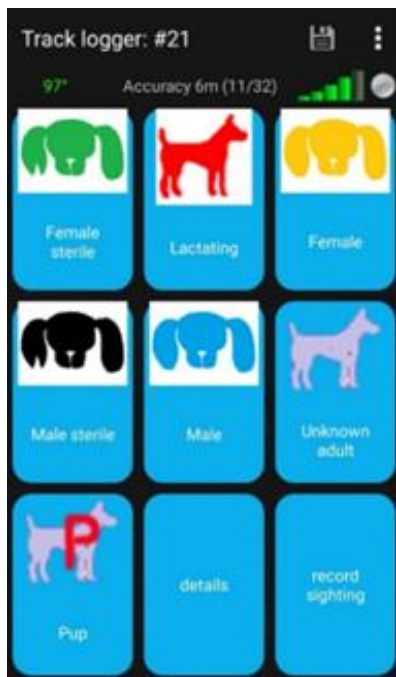 Track logger: #21
97°
Accuracy 6m (11/32)
Female
sterile
Lactating
Female
Male sterile
Male
Unknown
adult
P
Pup
details
record
sighting